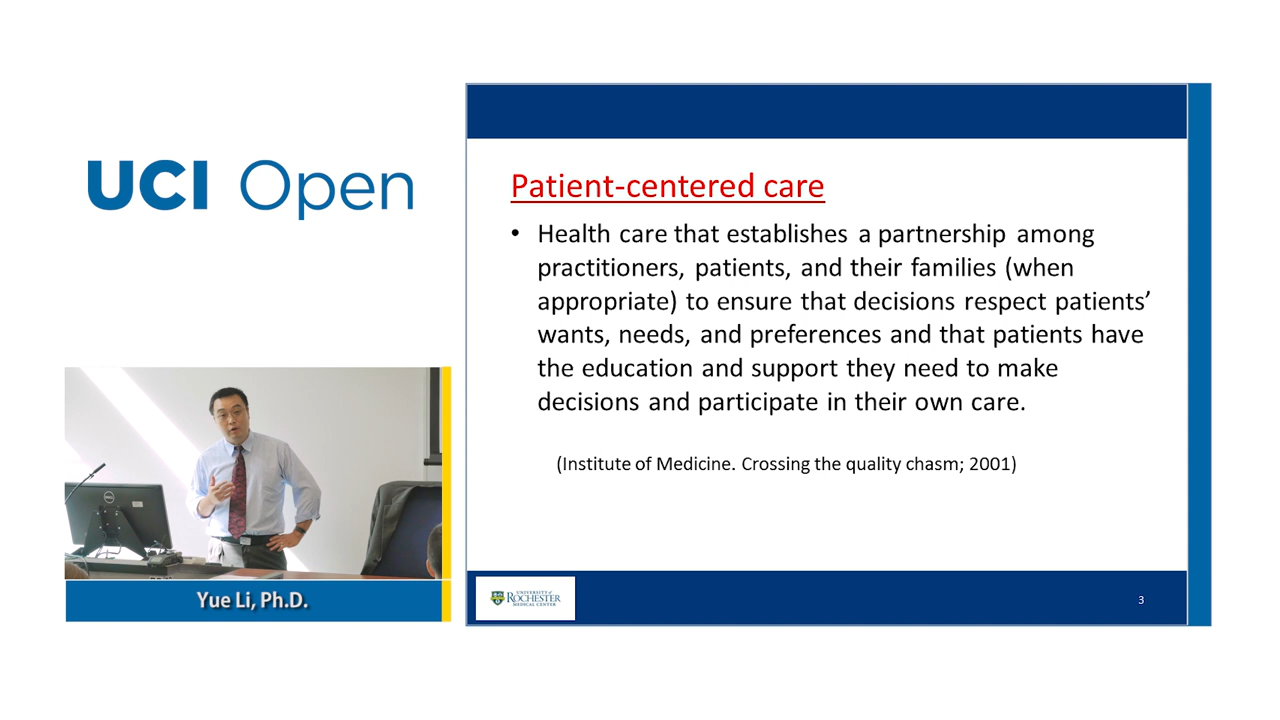 UCI Open
Patient-centered care
• Health care that establishes a partnership among
practitioners, patients, and their families (when
appropriate) to ensure that decisions respect patients’
wants, needs, and preferences and that patients have
the education and support they need to make
decisions and participate in their own care.
(Institute of Medicine. Crossing the quality chasm; 2001)
DELL
Yue Li, Ph.D.
UNIVERSITY of
ROCHESTER
MEDICAL CENTER
3